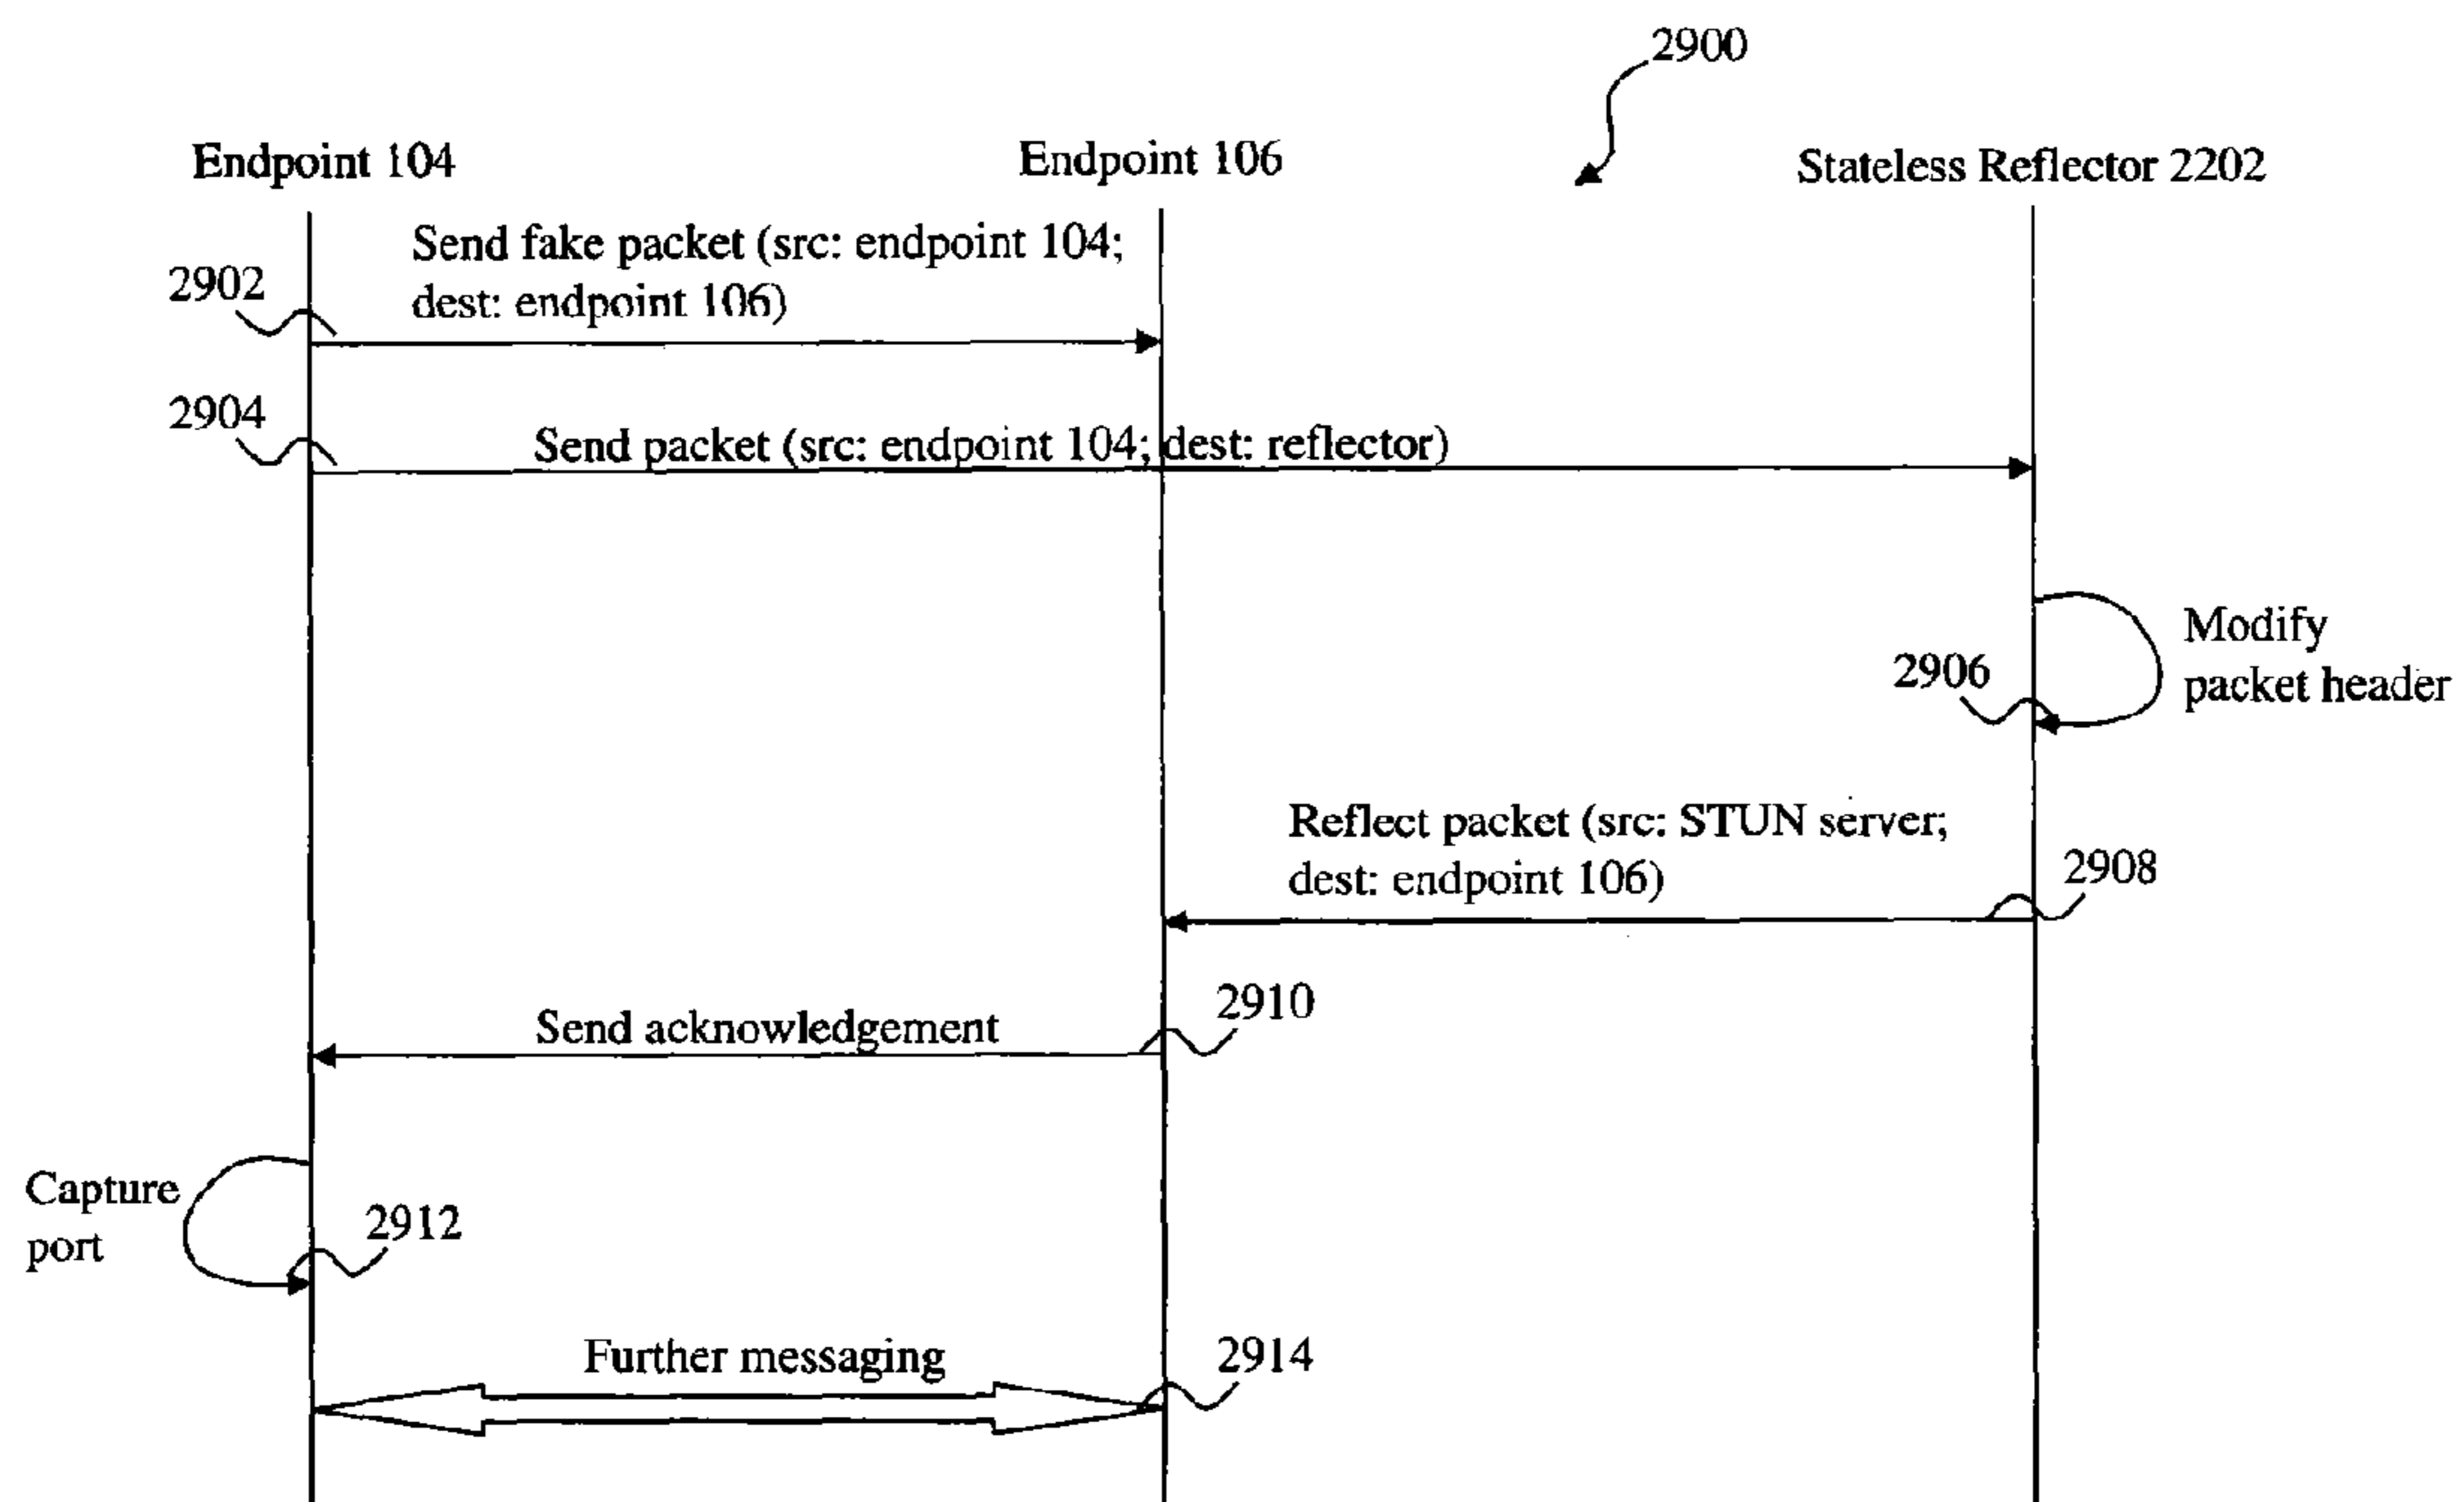 2900
Endpoint 104
Endpoint 106
Stateless Reflector 2202
Send fake packet (src: endpoint 104;
dest: endpoint 106)
2902
2904
Send packet (src: endpoint 104; dest: reflector)
Modify
packet header
2906
Reflect packet (src: STUN server;
dest: endpoint 106)
2908
2910
Send acknowledgement
Capture
port
2912
Further messaging
2914